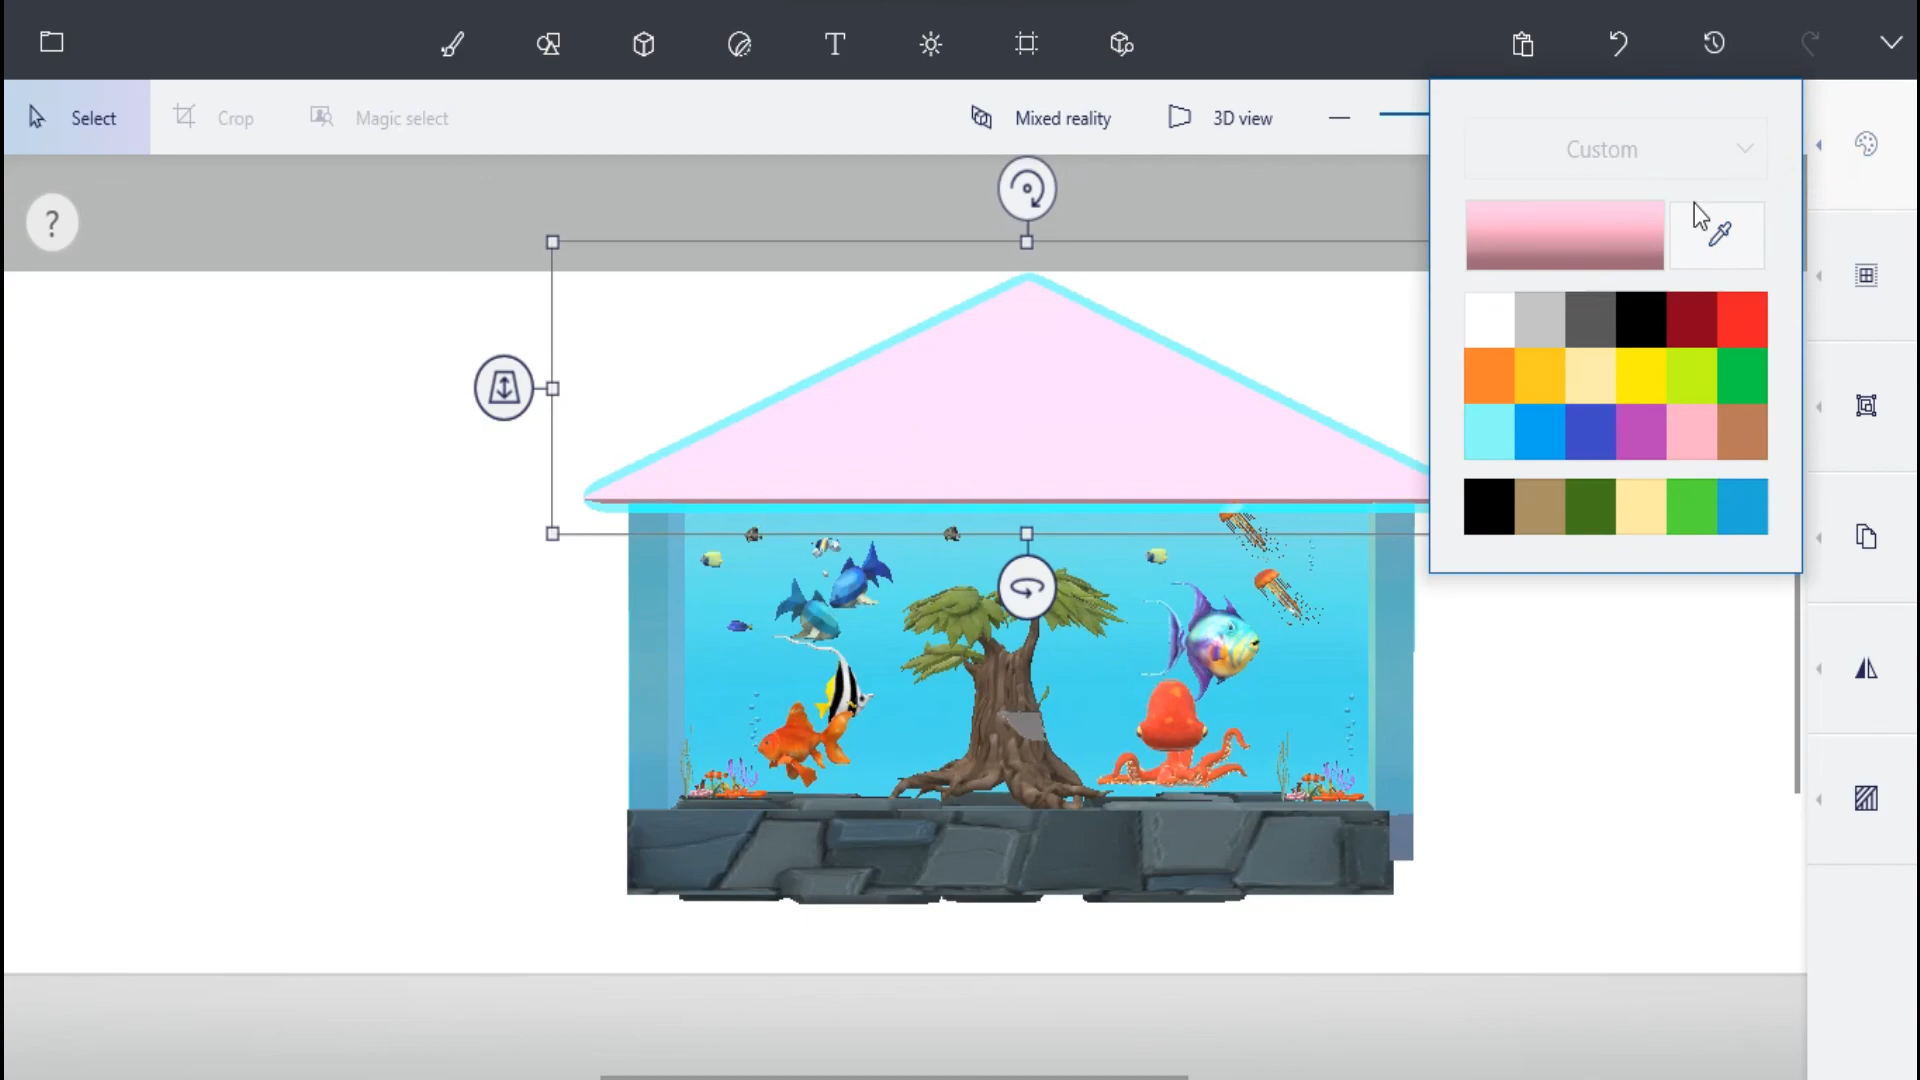 T
Select
Crop
Magic select
Mixed reality
3D view
Custom
?